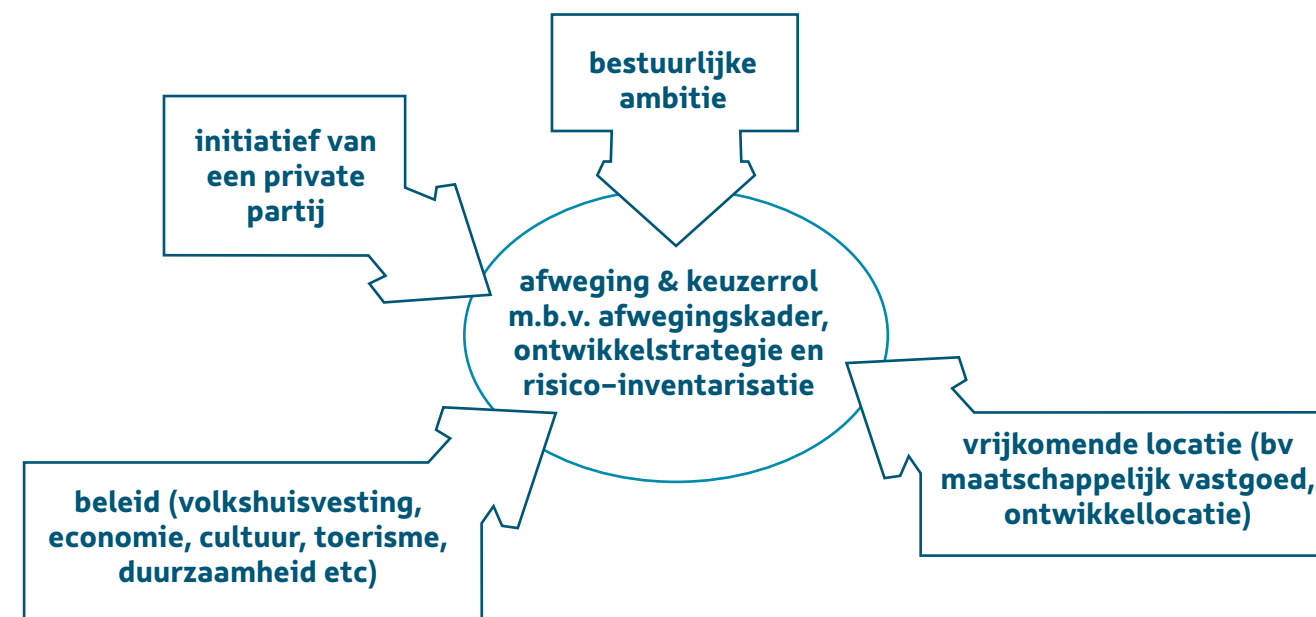 bestuurlijke
ambitie
initiatief van
een private
partij
afweging & keuzerrol
m.b.v. afwegingskader,
ontwikkelstrategie en
risico-inventarisatie
vrijkomende locatie (bv
maatschappelijk vastgoed,
ontwikkellocatie)
beleid (volkshuisvesting,
economie, cultuur, toerisme,
duurzaamheid etc)